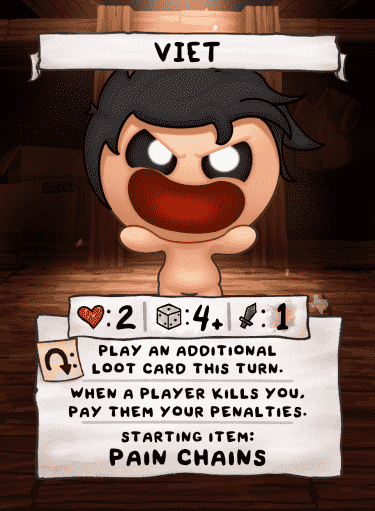 VIET
:2 :4+ :1
: PLAY AN ADDITIONAL
LOOT CARD THIS TURN.
WHEN A PLAYER KILLS YOU,
PAY THEM YOUR PENALTIES.
STARTING ITEM:
PAIN CHAINS